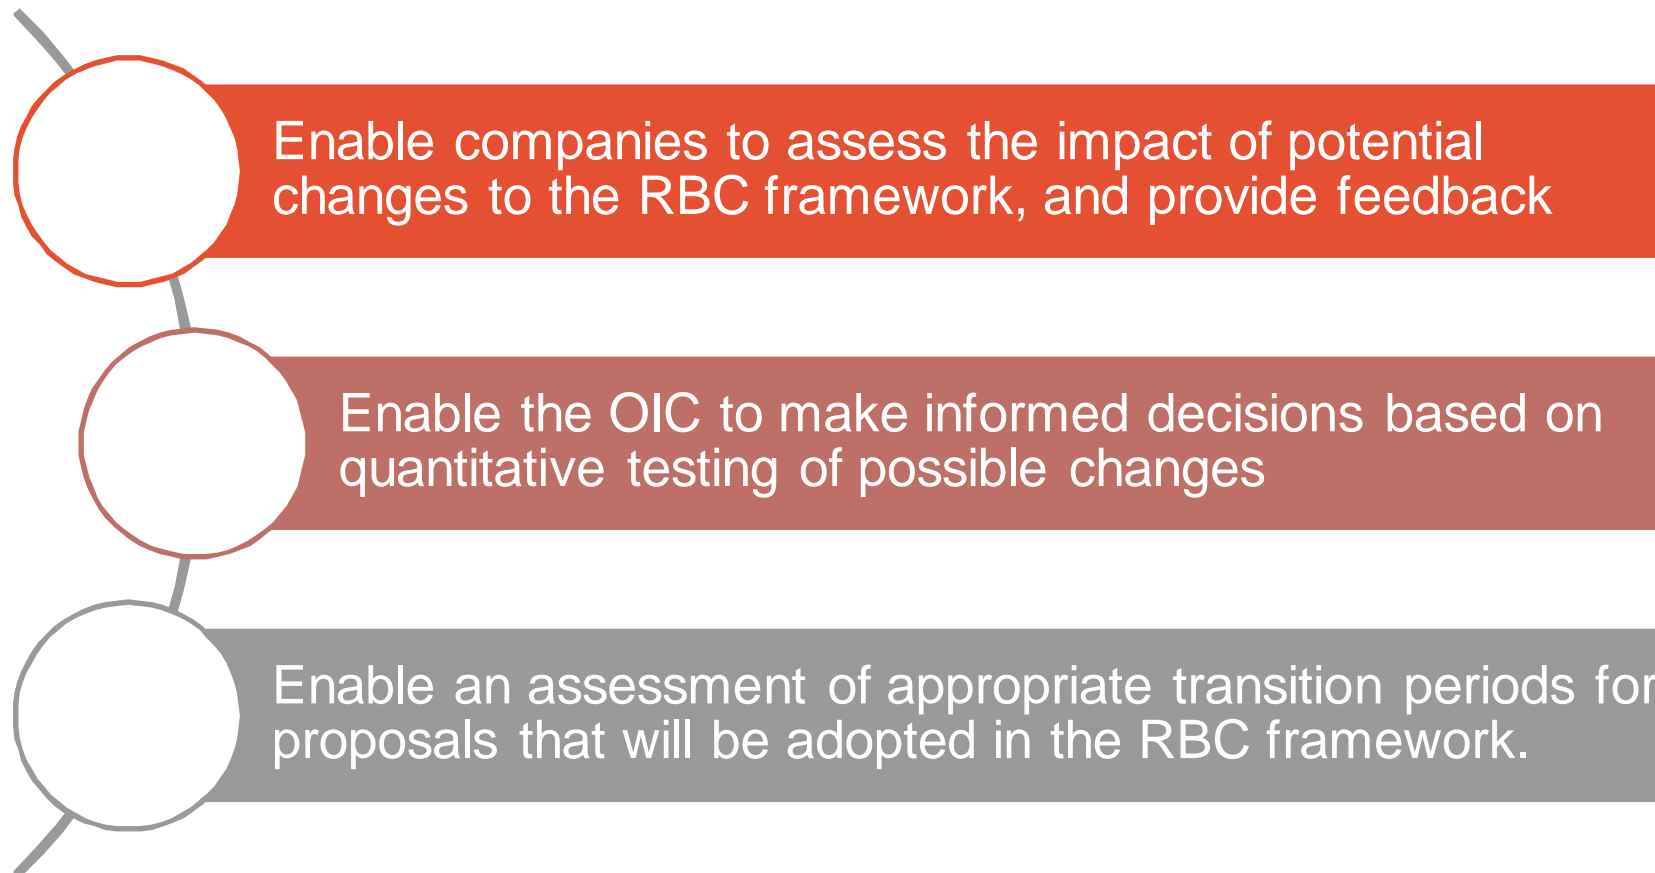 Enable companies to assess the impact of potential
changes to the RBC framework, and provide feedback
Enable the OIC to make informed decisions based on
quantitative testing of possible changes
Enable an assessment of appropriate transition periods for
proposals that will be adopted in the RBC framework.